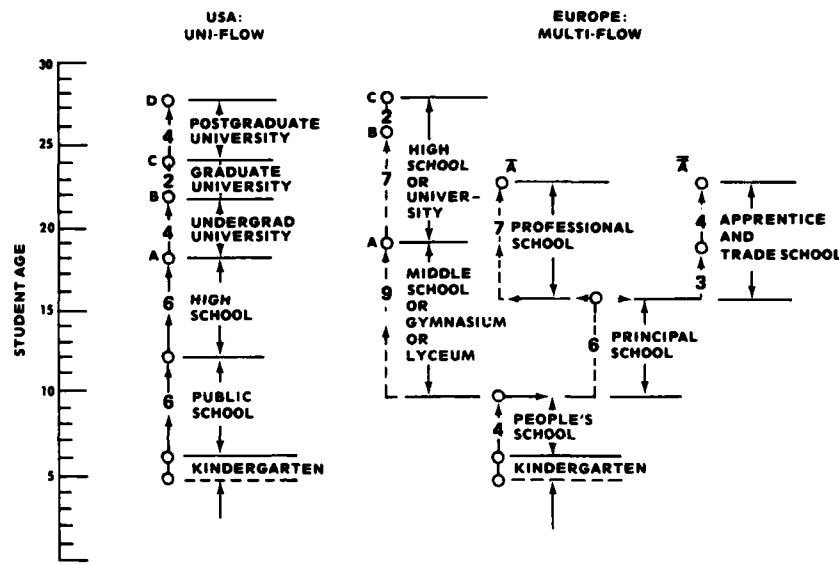 USA:
UNI-FLOW
EUROPE:
MULTI-FLOW
STUDENT AGE
30
25
20
15
10
5
D
4
POSTGRADUATE
UNIVERSITY
C
2
GRADUATE
UNIVERSITY
B
4
UNDERGRAD
UNIVERSITY
A
6
HIGH
SCHOOL
6
PUBLIC
SCHOOL
KINDERGARTEN
C
2
B
7
HIGH
SCHOOL
OR
UNIVER-
SITY
A
9
MIDDLE
SCHOOL
OR
GYMNASIUM
OR
LYCEUM
A̅
7
PROFESSIONAL
SCHOOL
A̿
4
APPRENTICE
AND
TRADE SCHOOL
3
6
PRINCIPAL
SCHOOL
4
PEOPLE'S
SCHOOL
KINDERGARTEN